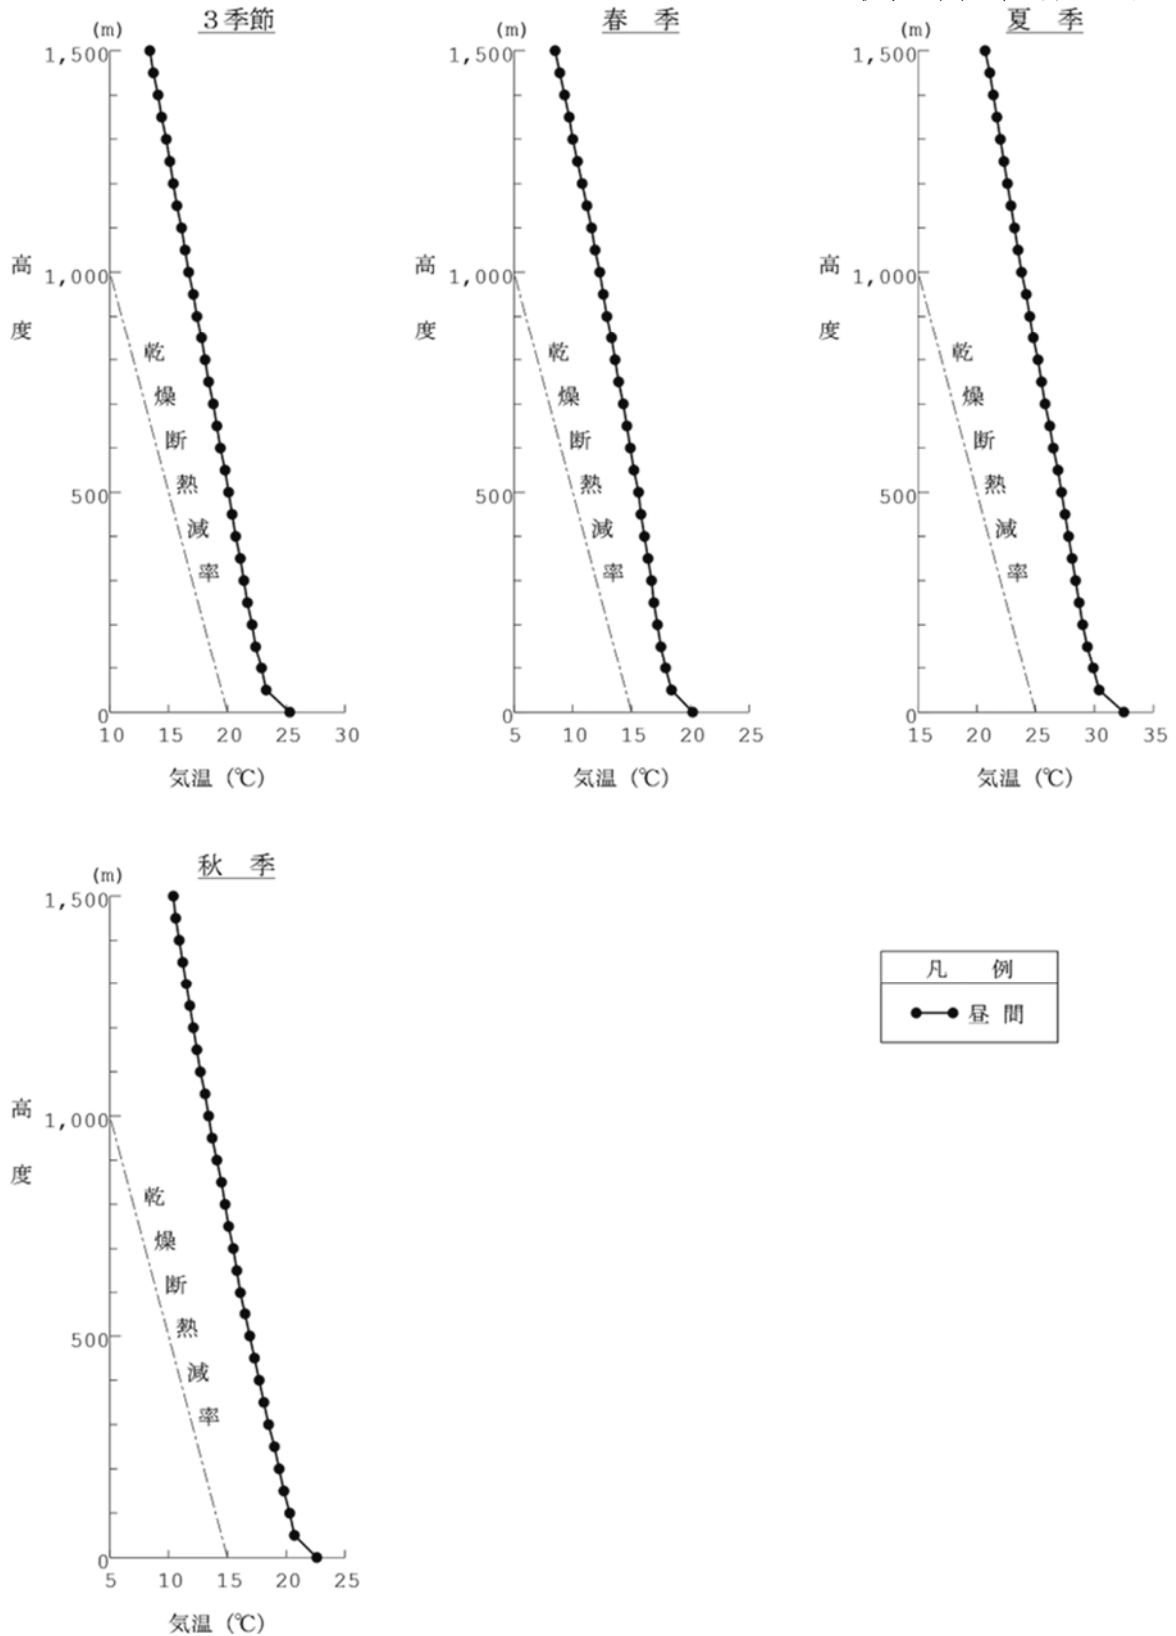 ３季節
(m)
1,500
1,000
500
0
高
度
乾
燥
断
熱
減
率
10 15 20 25 30
気温 (℃)
春　季
(m)
1,500
1,000
500
0
高
度
乾
燥
断
熱
減
率
5 10 15 20 25
気温 (℃)
夏　季
(m)
1,500
1,000
500
0
高
度
乾
燥
断
熱
減
率
15 20 25 30 35
気温 (℃)
秋　季
(m)
1,500
1,000
500
0
高
度
乾
燥
断
熱
減
率
5 10 15 20 25
気温 (℃)
凡　例
昼 間